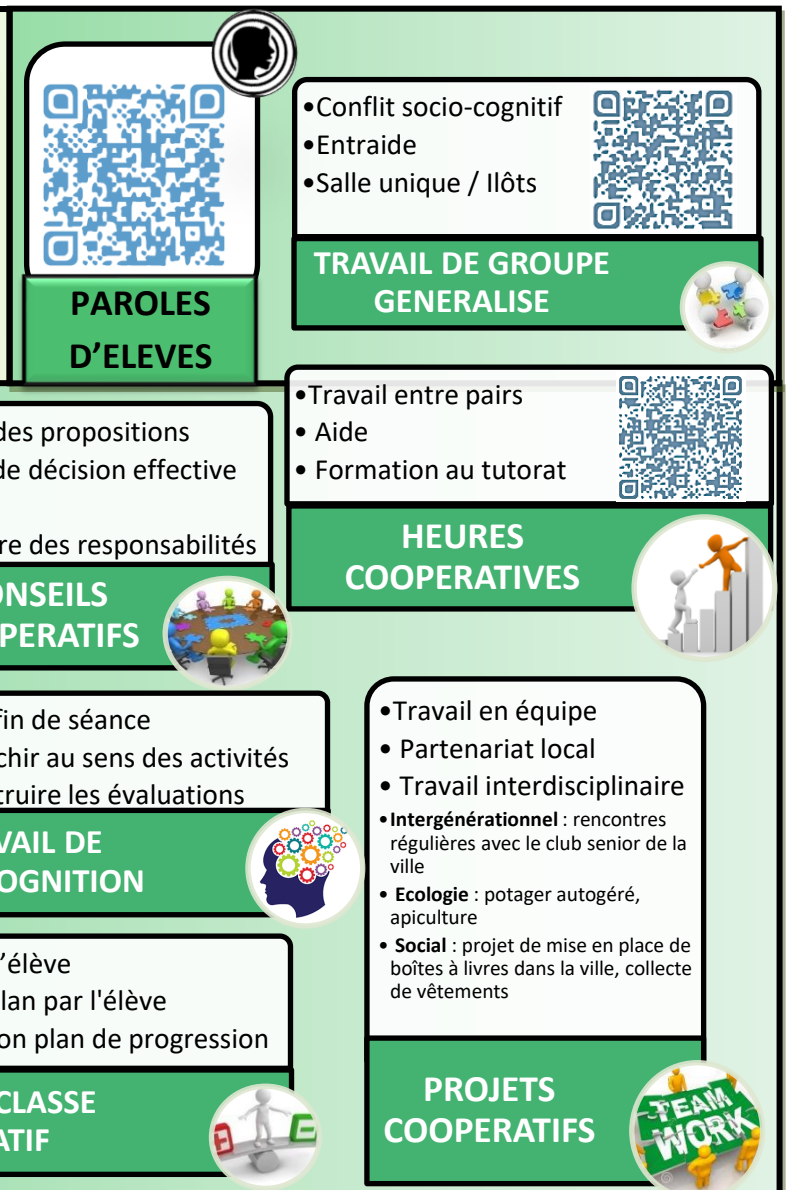 PAROLES
D’ELEVES
•Conflit socio-cognitif
•Entraide
•Salle unique / Ilôts
TRAVAIL DE GROUPE
GENERALISE
des propositions
de décision effective
re des responsabilités
ONSEILS
PERATIFS
•Travail entre pairs
• Aide
• Formation au tutorat
HEURES
COOPERATIVES
fin de séance
chir au sens des activités
truire les évaluations
VAIL DE
OGNITION
’élève
lan par l'élève
on plan de progression
CLASSE
ATIF
•Travail en équipe
• Partenariat local
• Travail interdisciplinaire
•Intergénérationnel : rencontres
régulières avec le club senior de la
ville
• Ecologie : potager autogéré,
apiculture
• Social : projet de mise en place de
boîtes à livres dans la ville, collecte
de vêtements
PROJETS
COOPERATIFS
TEAM
WORK